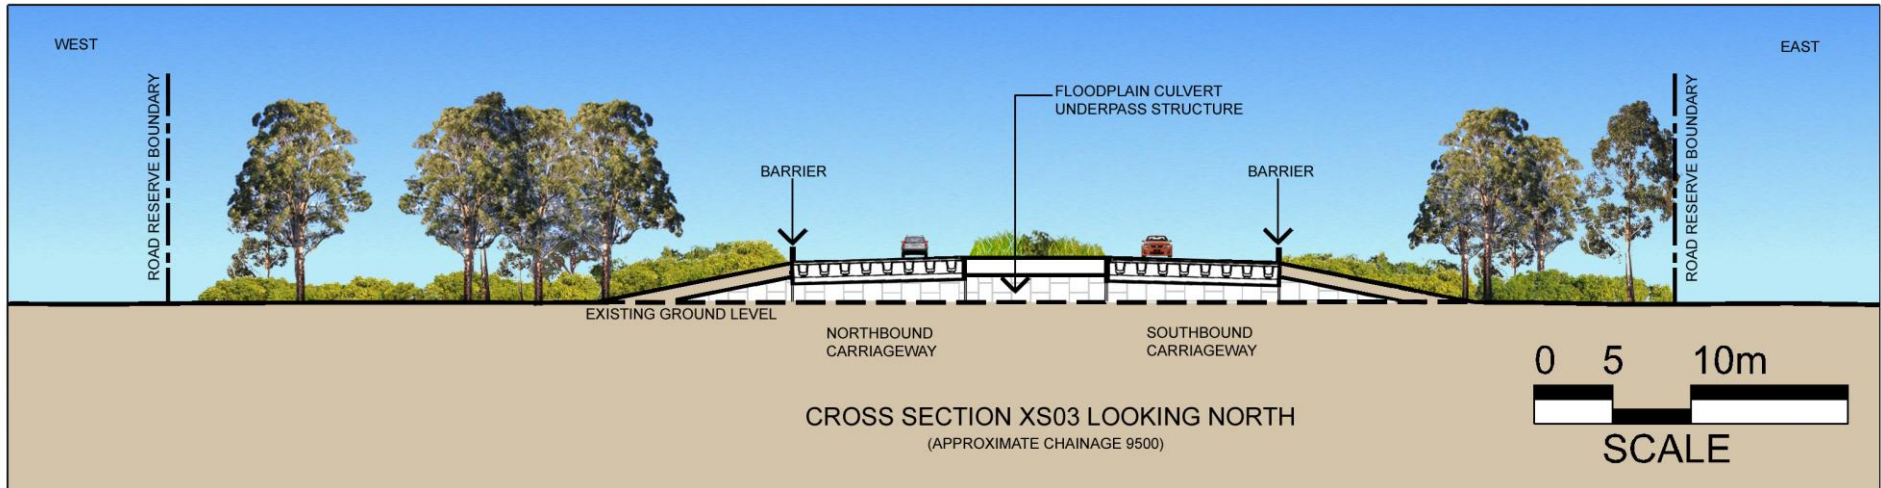 WEST
EAST
ROAD RESERVE BOUNDARY
FLOODPLAIN CULVERT
UNDERPASS STRUCTURE
BARRIER
BARRIER
ROAD RESERVE BOUNDARY
EXISTING GROUND LEVEL
NORTHBOUND
CARRIAGEWAY
SOUTHBOUND
CARRIAGEWAY
0 5 10m
SCALE
CROSS SECTION XS03 LOOKING NORTH
(APPROXIMATE CHAINAGE 9500)